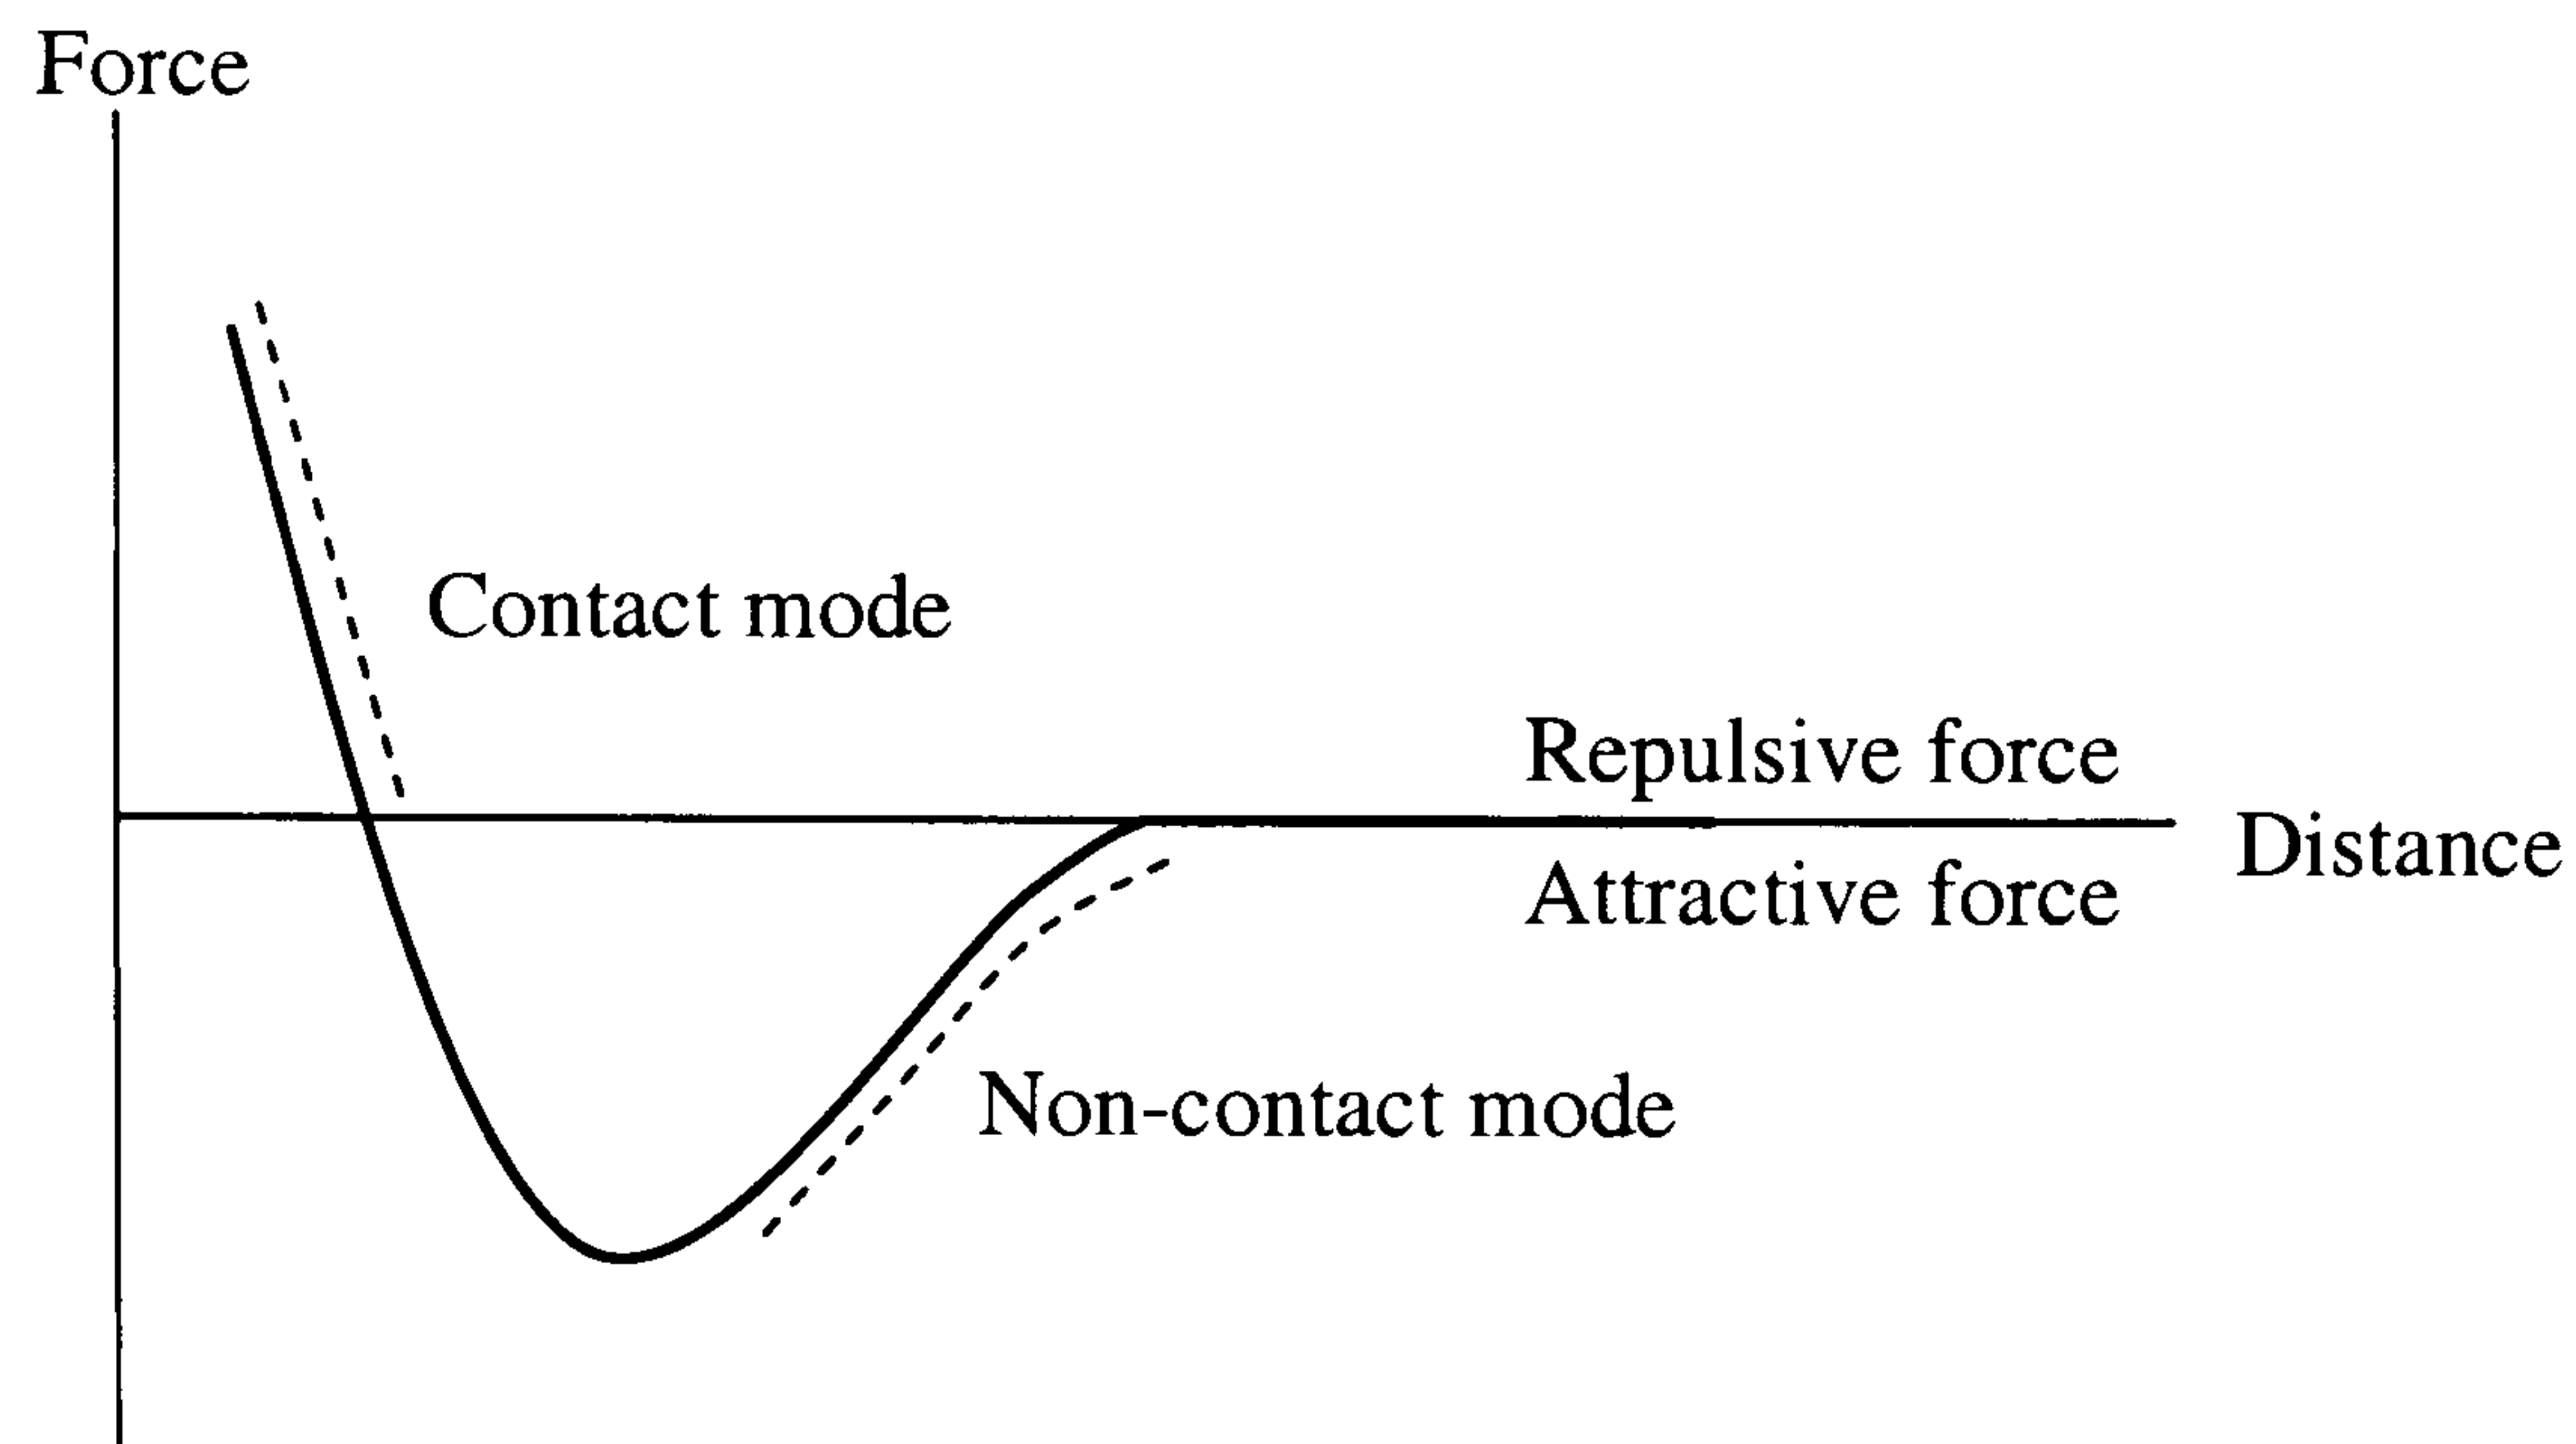 Force
Contact mode
Repulsive force
Distance
Attractive force
Non-contact mode